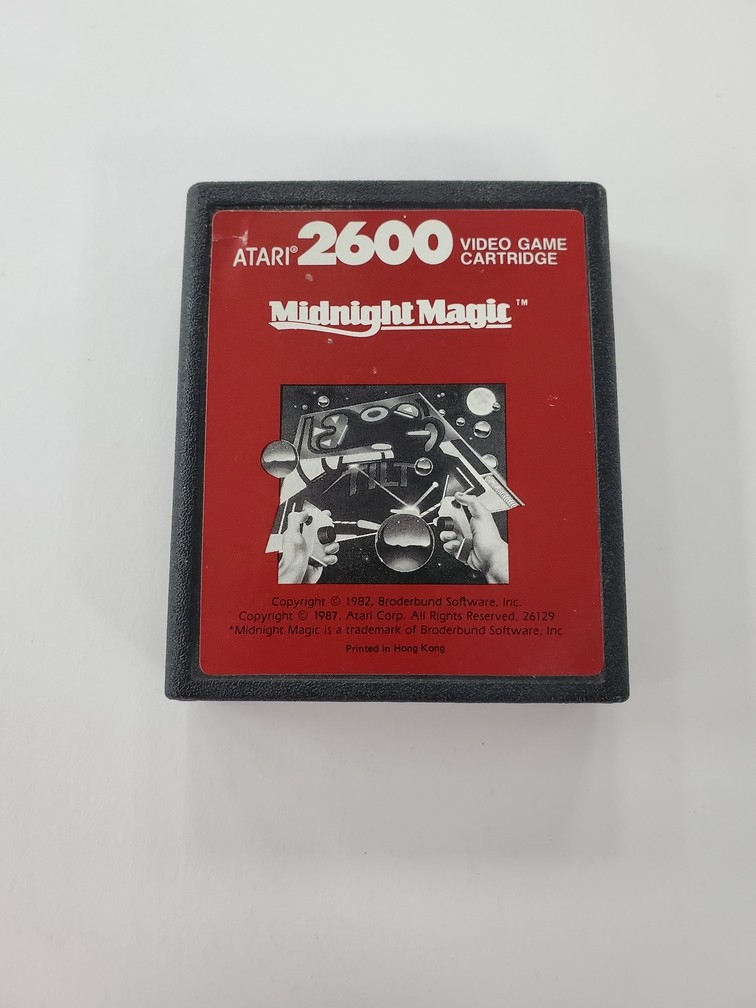 ATARI® 2600 VIDEO GAME CARTRIDGE
Midnight Magic™
TILT
Copyright © 1982, Broderbund Software, Inc.
Copyright © 1987, Atari Corp. All Rights Reserved. 26129
*Midnight Magic is a trademark of Broderbund Software, Inc
Printed in Hong Kong